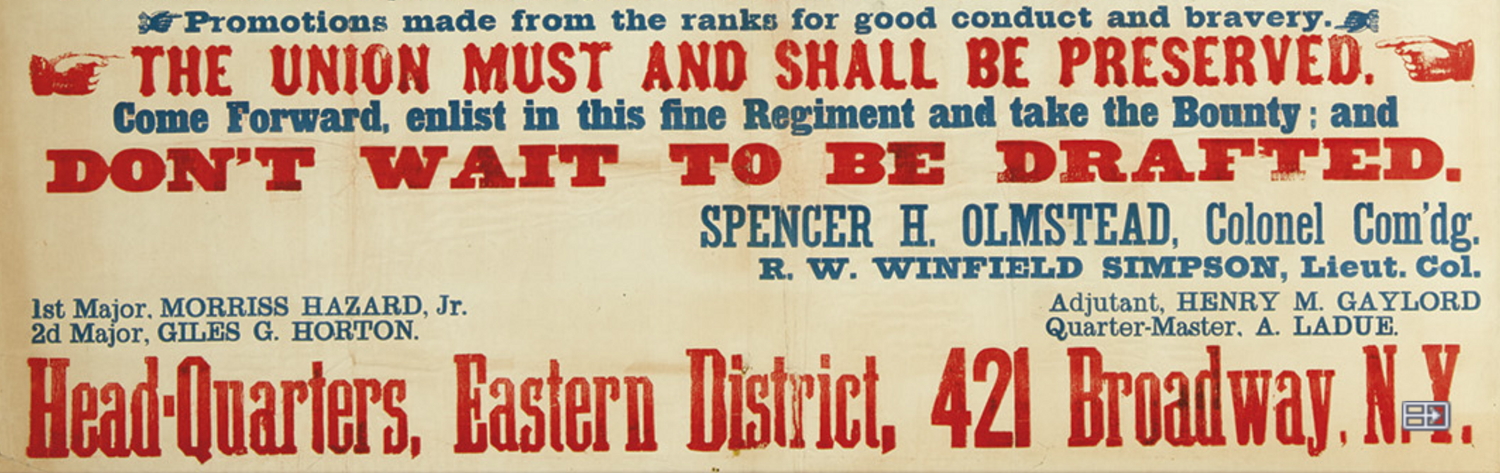 Promotions made from the ranks for good conduct and bravery.
THE UNION MUST AND SHALL BE PRESERVED.
Come Forward, enlist in this fine Regiment and take the Bounty; and
DON'T WAIT TO BE DRAFTED.
SPENCER H. OLMSTEAD, Colonel Com'dg.
R. W. WINFIELD SIMPSON, Lieut. Col.
1st Major, MORRISS HAZARD, Jr.
2d Major, GILES G. HORTON.
Adjutant, HENRY M. GAYLORD
Quarter-Master, A. LADUE.
Head-Quarters, Eastern District, 421 Broadway, N.Y.